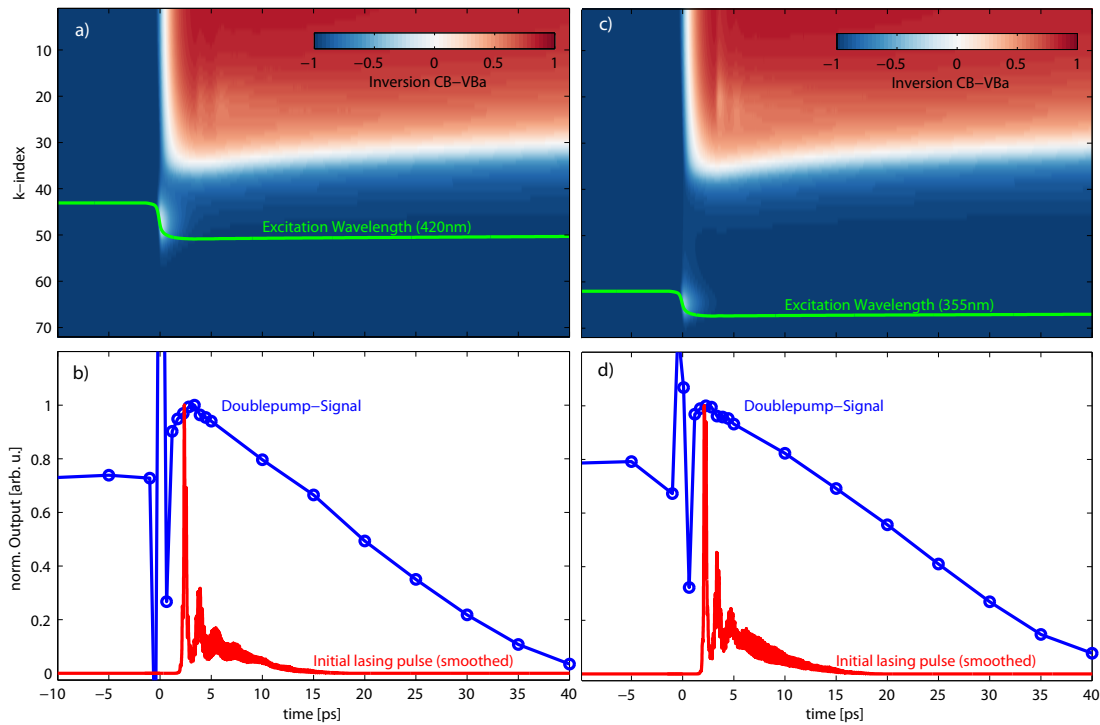 a)
−1
−0.5
0
0.5
1
Inversion CB−VBa
10
20
30
40
50
60
70
k−index
Excitation Wavelength (420nm)
c)
−1
−0.5
0
0.5
1
Inversion CB−VBa
Excitation Wavelength (355nm)
b)
1
0.8
0.6
0.4
0.2
0
norm. Output [arb. u.]
Doublepump−Signal
Initial lasing pulse (smoothed)
−10
−5
0
5
10
15
20
25
30
35
40
time [ps]
d)
Doublepump−Signal
Initial lasing pulse (smoothed)
−5
0
5
10
15
20
25
30
35
40
time [ps]